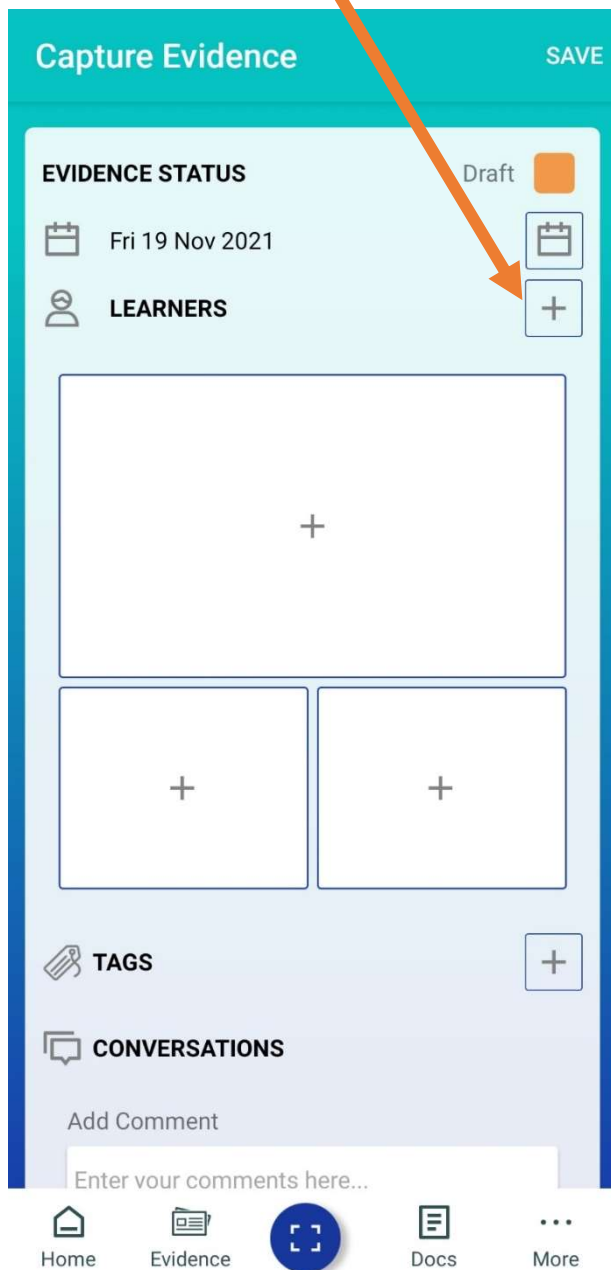 Capture Evidence SAVE
EVIDENCE STATUS Draft
Fri 19 Nov 2021
LEARNERS +
+
+ +
TAGS +
CONVERSATIONS
Add Comment
Enter your comments here...
Home Evidence Docs More